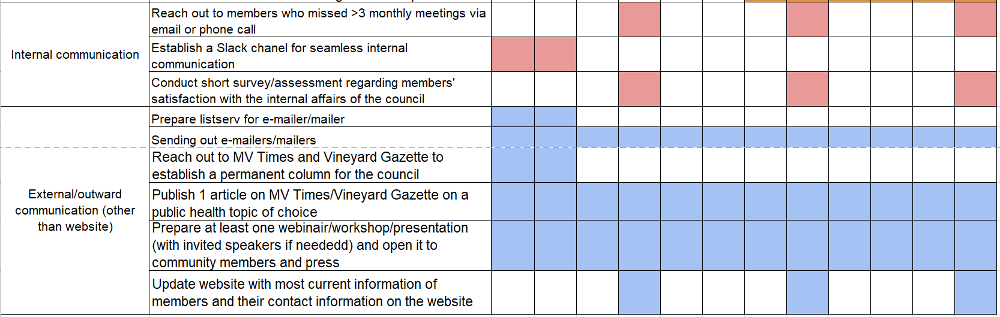 Reach out to members who missed >3 monthly meetings via
email or phone call
Internal communication
Establish a Slack chanel for seamless internal
communication
Conduct short survey/assessment regarding members'
satisfaction with the internal affairs of the council
Prepare listserv for e-mailer/mailer
Sending out e-mailers/mailers
Reach out to MV Times and Vineyard Gazette to
establish a permanent column for the council
External/outward
communication (other
than website)
Publish 1 article on MV Times/Vineyard Gazette on a
public health topic of choice
Prepare at least one webinair/workshop/presentation
(with invited speakers if neededd) and open it to
community members and press
Update website with most current information of
members and their contact information on the website